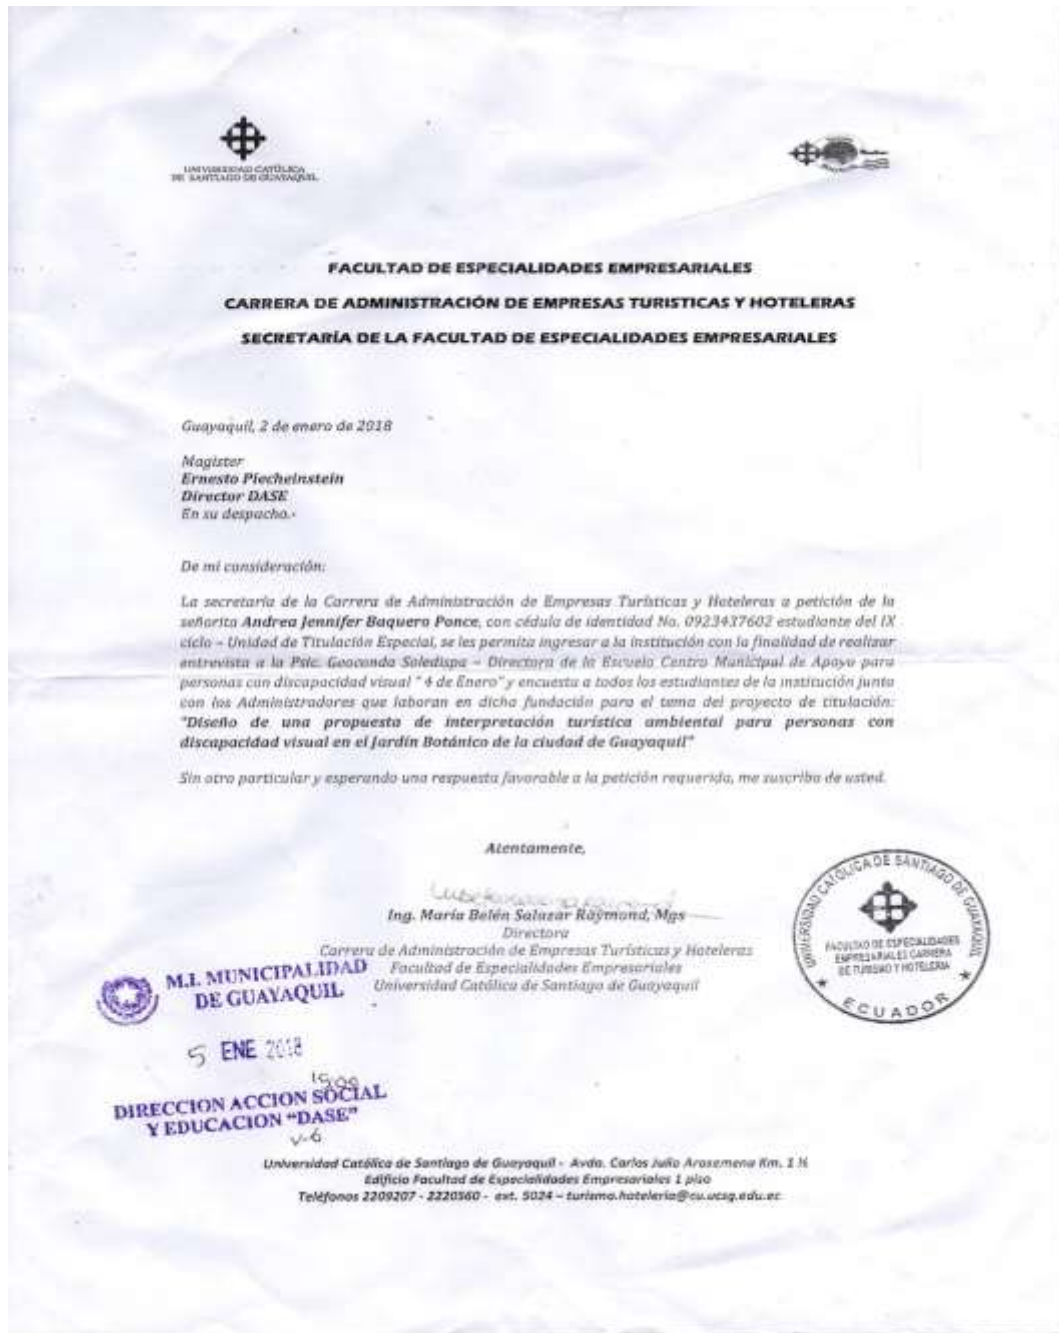 UNIVERSIDAD CATÓLICA
DE SANTIAGO DE GUAYAQUIL
FACULTAD DE ESPECIALIDADES EMPRESARIALES
CARRERA DE ADMINISTRACIÓN DE EMPRESAS TURISTICAS Y HOTELERAS
SECRETARÍA DE LA FACULTAD DE ESPECIALIDADES EMPRESARIALES
Guayaquil, 2 de enero de 2018
Magister
Ernesto Piecheinstein
Director DASE
En su despacho.-
De mi consideración:
La secretaría de la Carrera de Administración de Empresas Turísticas y Hoteleras a petición de la
señorita Andrea Jennifer Baquero Ponce, con cédula de identidad No. 0923437602 estudiante del IX
ciclo – Unidad de Titulación Especial, se les permita ingresar a la institución con la finalidad de realizar
entrevista a la Psic. Geoconda Soledispa – Directora de la Escuela Centro Municipal de Apoyo para
personas con discapacidad visual " 4 de Enero" y encuesta a todos los estudiantes de la institución junto
con los Administradores que laboran en dicha fundación para el tema del proyecto de titulación:
"Diseño de una propuesta de interpretación turística ambiental para personas con
discapacidad visual en el Jardín Botánico de la ciudad de Guayaquil"
Sin otro particular y esperando una respuesta favorable a la petición requerida, me suscribo de usted.
Atentamente,
Ing. María Belén Salazar Raymond, Mgs
Directora
Carrera de Administración de Empresas Turísticas y Hoteleras
Facultad de Especialidades Empresariales
Universidad Católica de Santiago de Guayaquil
UNIVERSIDAD CATÓLICA DE SANTIAGO DE GUAYAQUIL
FACULTAD DE ESPECIALIDADES
EMPRESARIALES CARRERA
DE TURISMO Y HOTELERIA
ECUADOR
M.I. MUNICIPALIDAD
DE GUAYAQUIL
5 ENE 2018
15:00
DIRECCION ACCION SOCIAL
Y EDUCACION "DASE"
v-6
Universidad Católica de Santiago de Guayaquil - Avda. Carlos Julio Arosemena Km. 1 ½
Edificio Facultad de Especialidades Empresariales 1 piso
Teléfonos 2209207 - 2220560 - ext. 5024 – turismo.hoteleria@cu.ucsg.edu.ec